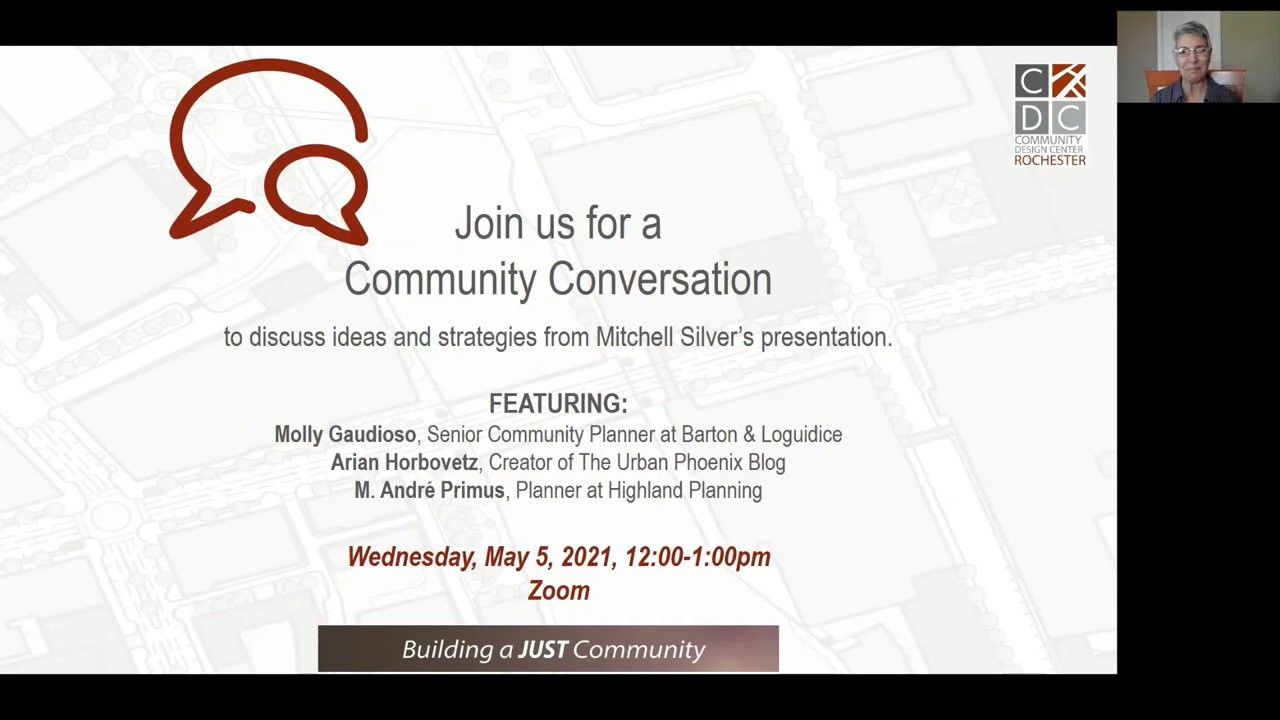 C
D C
COMMUNITY
DESIGN CENTER
ROCHESTER
Join us for a
Community Conversation
to discuss ideas and strategies from Mitchell Silver’s presentation.
FEATURING:
Molly Gaudioso, Senior Community Planner at Barton & Loguidice
Arian Horbovetz, Creator of The Urban Phoenix Blog
M. André Primus, Planner at Highland Planning
Wednesday, May 5, 2021, 12:00-1:00pm
Zoom
Building a JUST Community